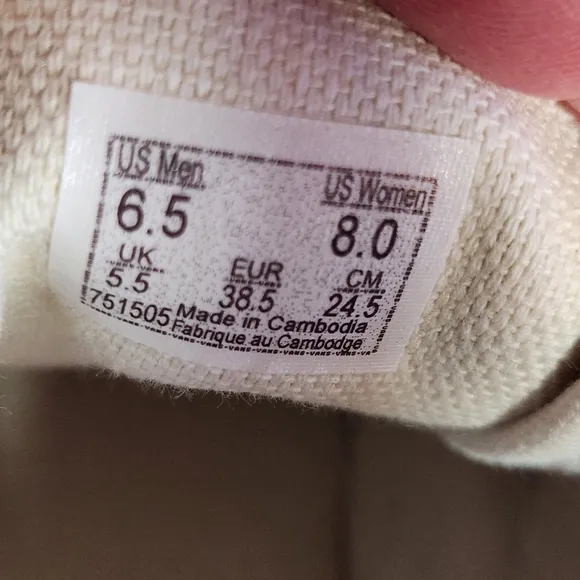 US Men US Women
6.5 8.0
UK EUR CM
5.5 38.5 24.5
751505 Made in Cambodia
Fabrique au Cambodge